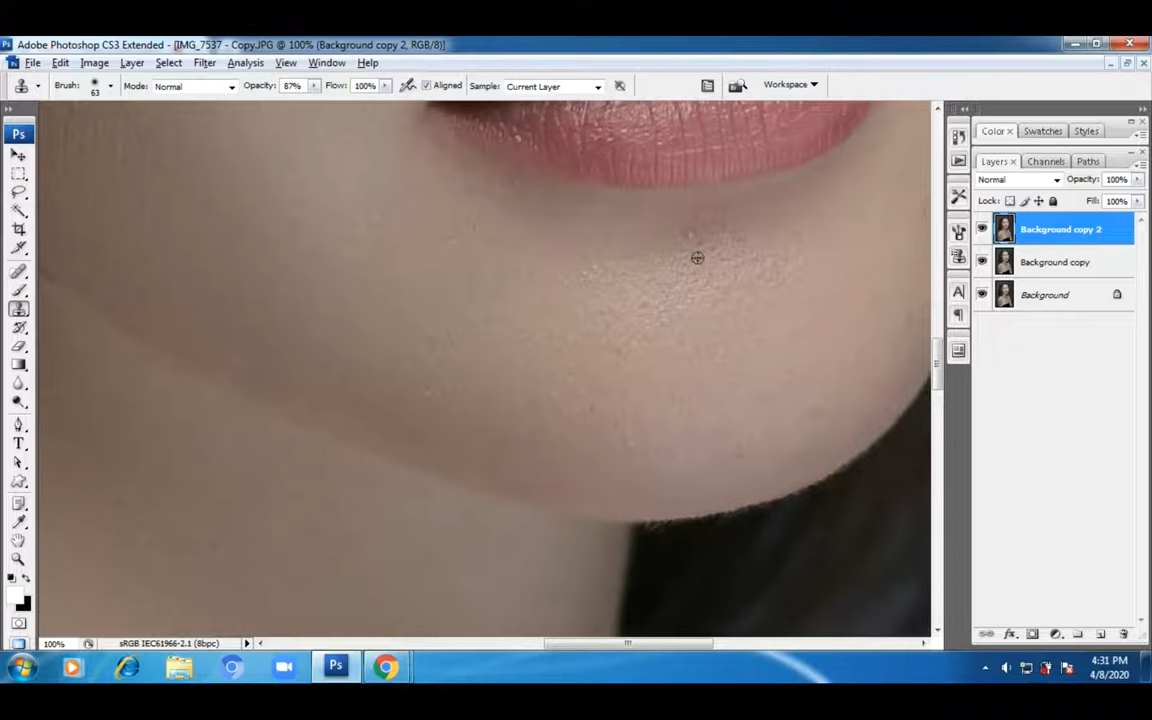 Adobe Photoshop CS3 Extended - [IMG_7537 - Copy.JPG @ 100% (Background copy 2, RGB/8)]
File Edit Image Layer Select Filter Analysis View Window Help
Brush: 63 Mode: Normal Opacity: 87% Flow: 100% Aligned Sample: Current Layer Workspace
Ps
Color Swatches Styles
Layers Channels Paths
Normal Opacity: 100%
Lock: Fill: 100%
Background copy 2
Background copy
Background
100% sRGB IEC61966-2.1 (8bpc)
Ps
4:31 PM
4/8/2020